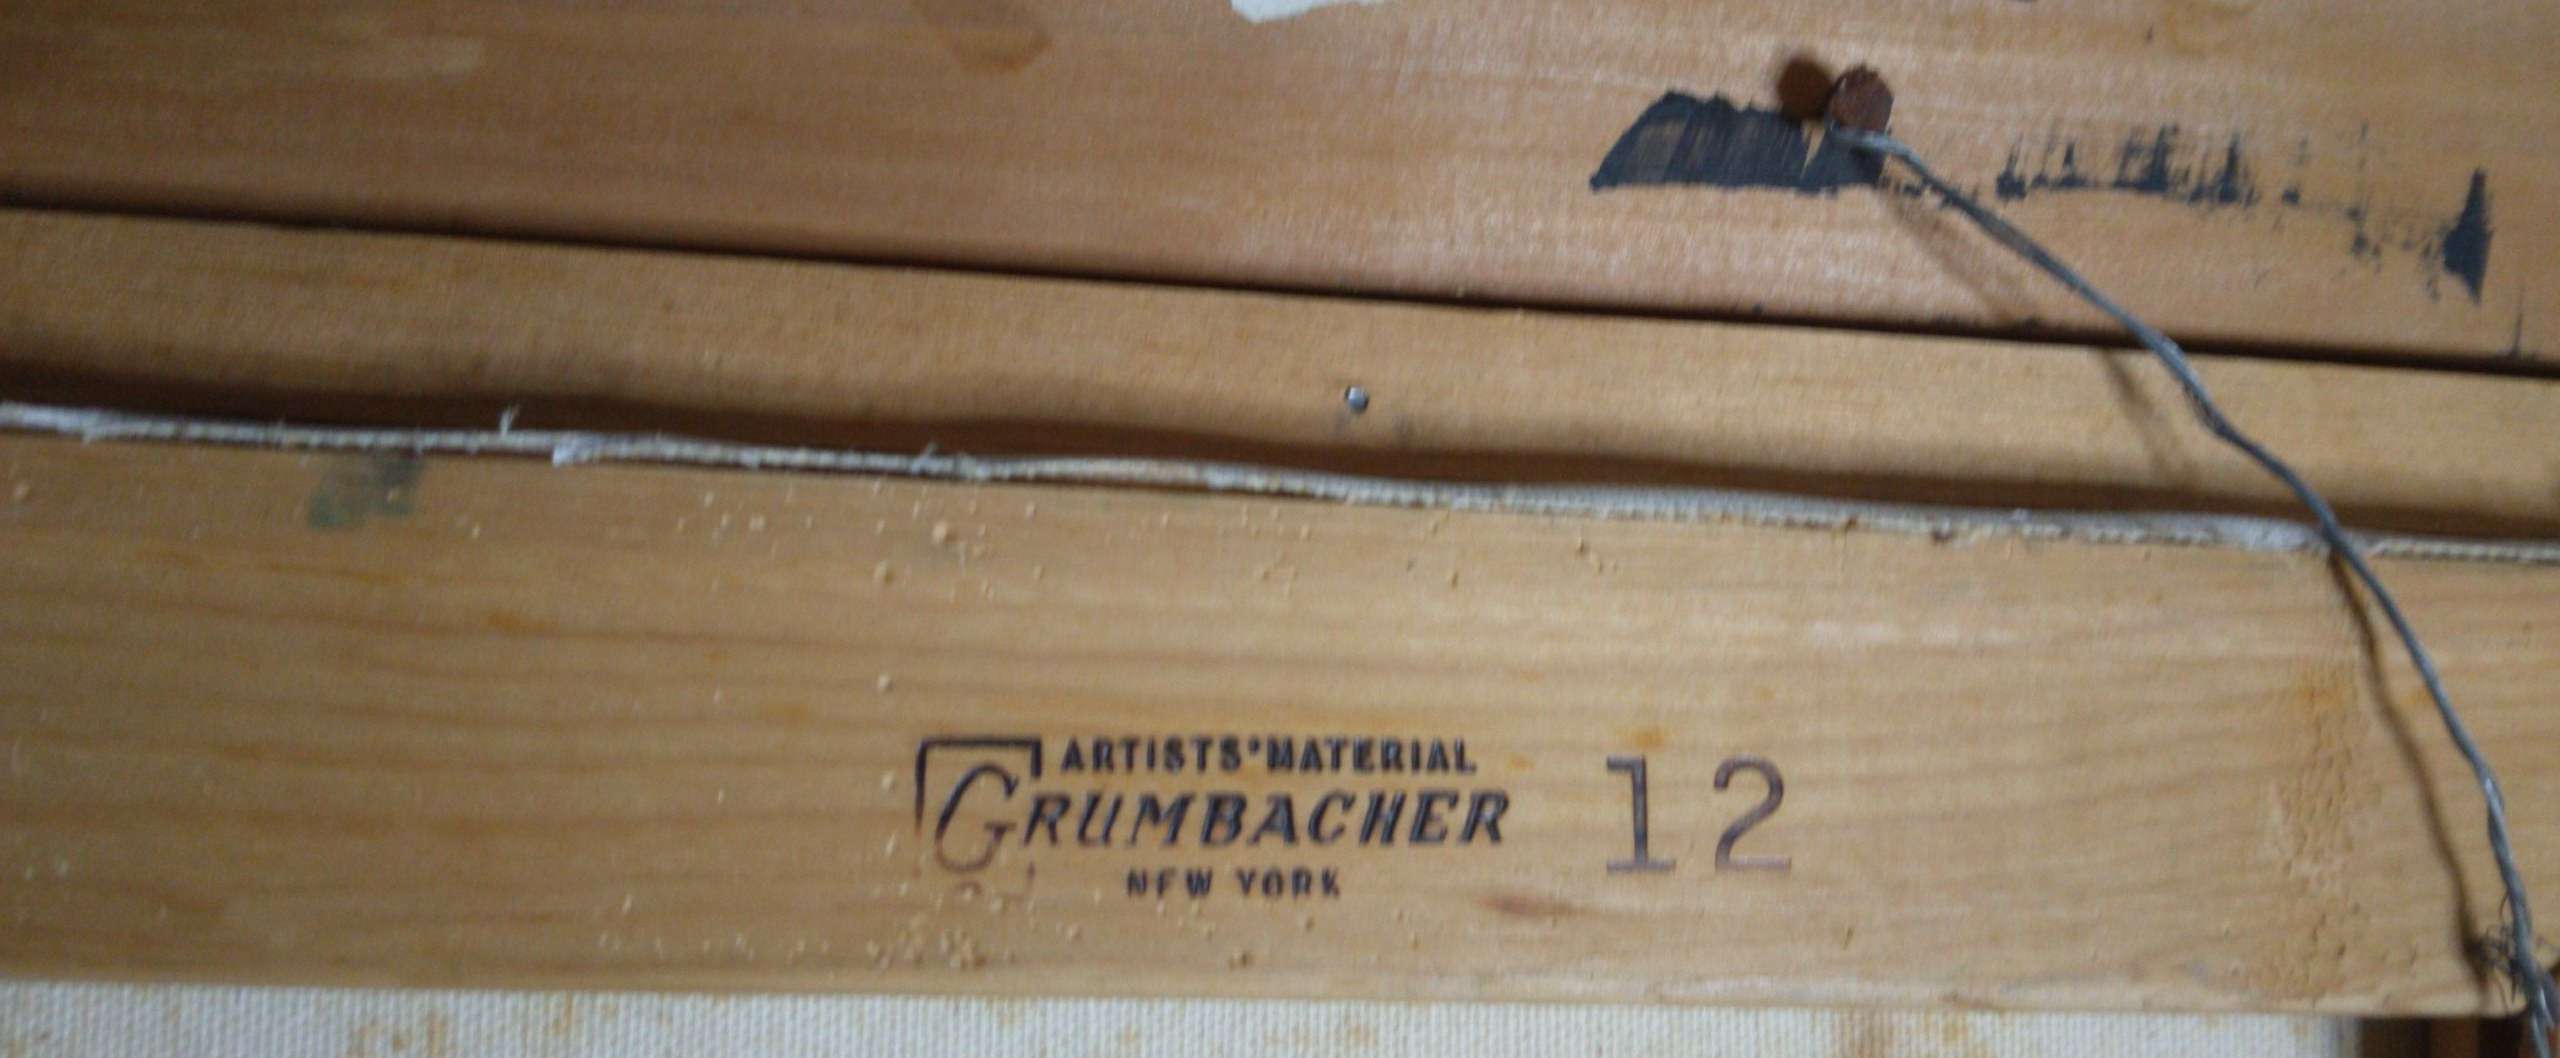 ARTISTS' MATERIAL
GRUMBACHER 12
NEW YORK